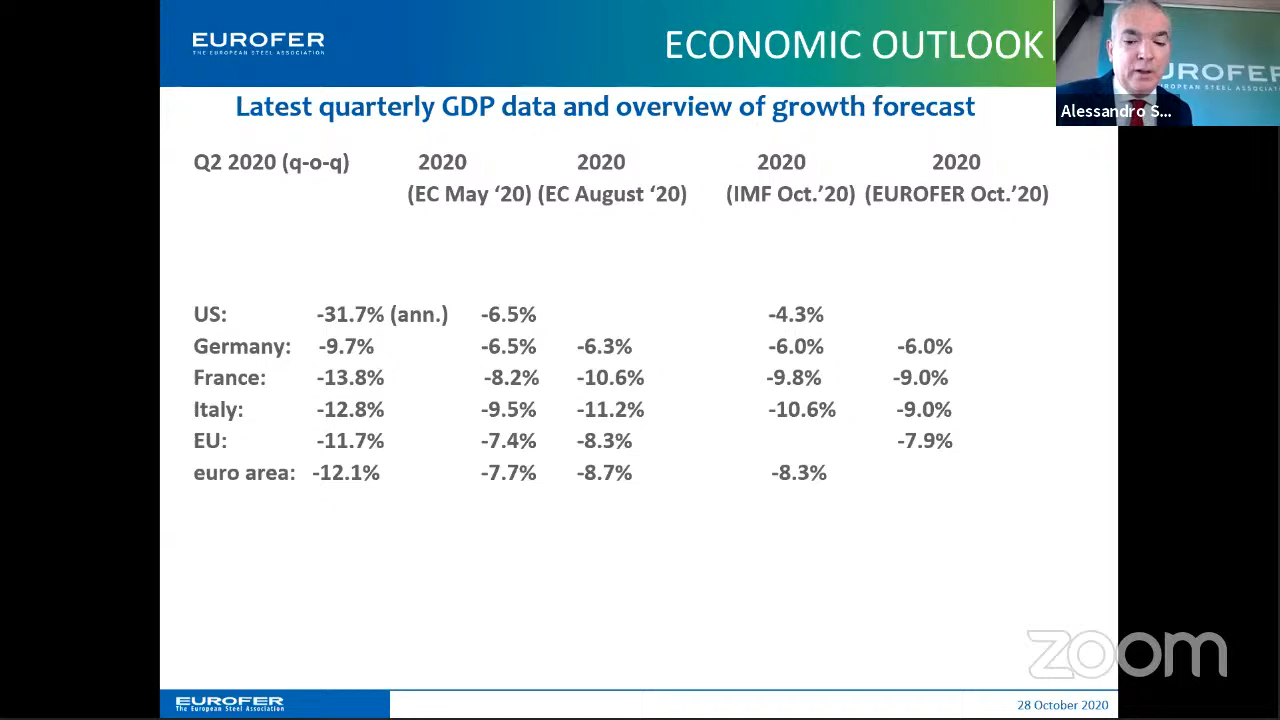 EUROFER
THE EUROPEAN STEEL ASSOCIATION
ECONOMIC OUTLOOK
UROFER
EAN STEEL ASSOCIA
Alessandro S...
Latest quarterly GDP data and overview of growth forecast
Q2 2020 (q-o-q) 2020 2020 2020 2020
(EC May ‘20) (EC August ‘20) (IMF Oct.’20) (EUROFER Oct.’20)
US: -31.7% (ann.) -6.5% -4.3%
Germany: -9.7% -6.5% -6.3% -6.0% -6.0%
France: -13.8% -8.2% -10.6% -9.8% -9.0%
Italy: -12.8% -9.5% -11.2% -10.6% -9.0%
EU: -11.7% -7.4% -8.3% -7.9%
euro area: -12.1% -7.7% -8.7% -8.3%
zoom
EUROFER
The European Steel Association
28 October 2020